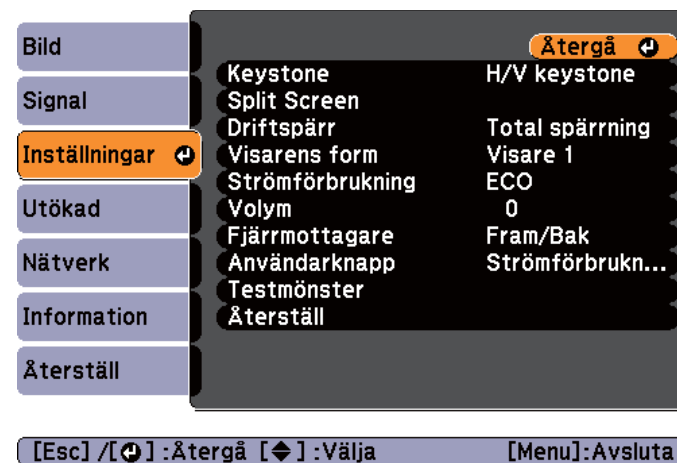 Bild
Signal
Inställningar
Utökad
Nätverk
Information
Återställ
Återgå
Keystone H/V keystone
Split Screen
Driftspärr Total spärrning
Visarens form Visare 1
Strömförbrukning ECO
Volym 0
Fjärrmottagare Fram/Bak
Användarknapp Strömförbrukn...
Testmönster
Återställ
[Esc] /[⏎] :Återgå [◆] :Välja [Menu]:Avsluta